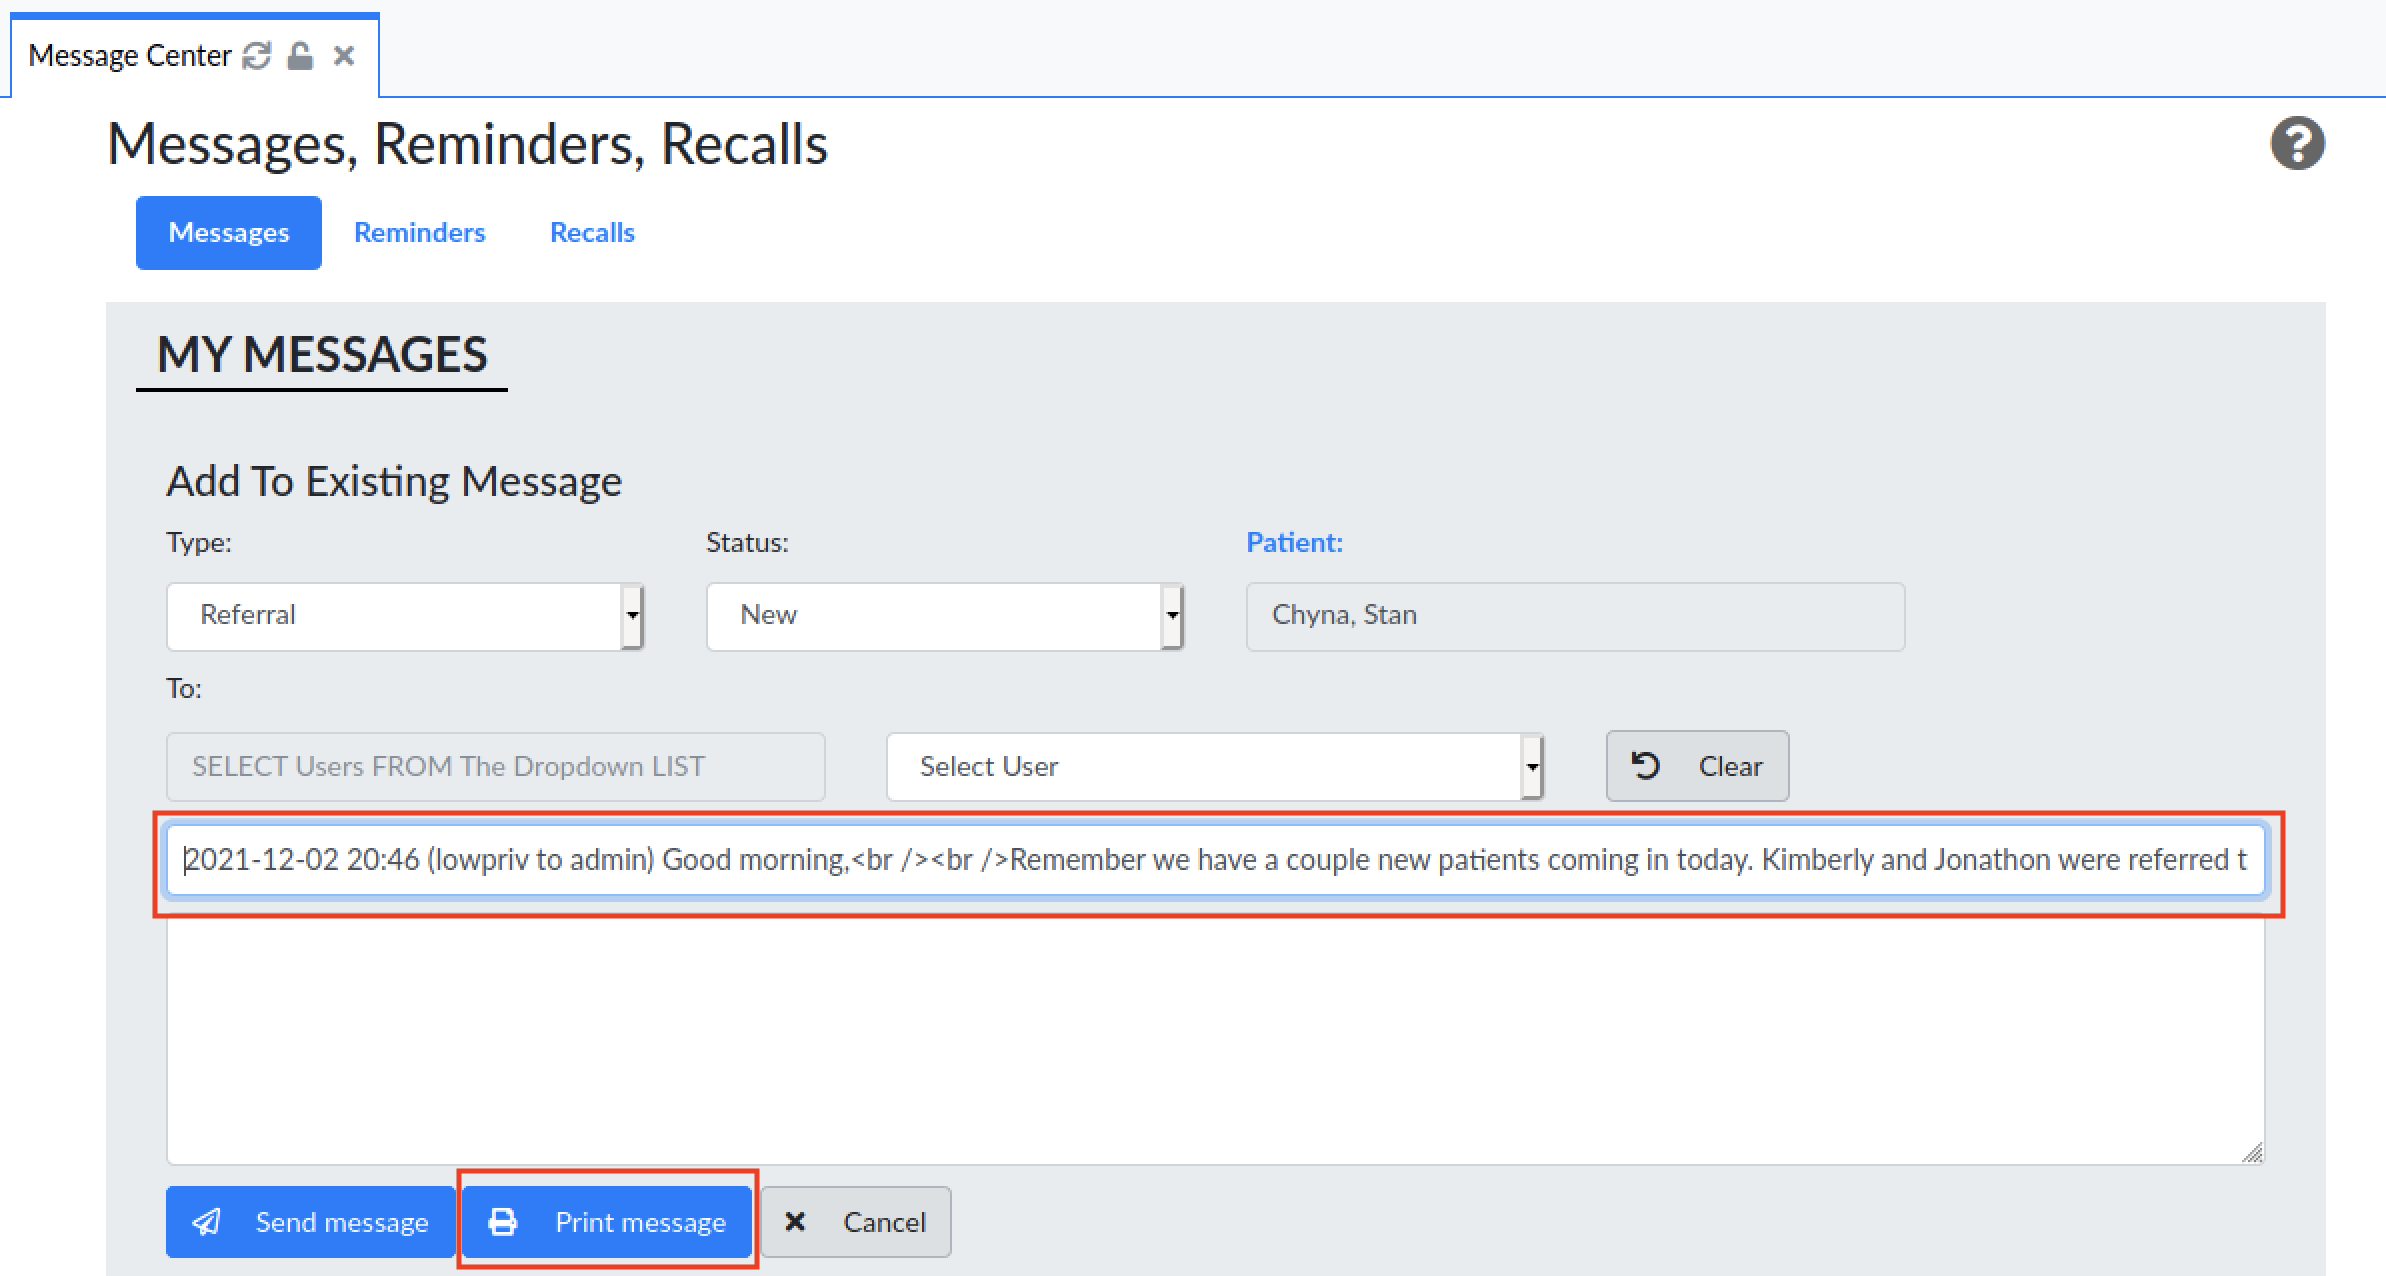 Message Center
Messages, Reminders, Recalls
Messages Reminders Recalls
MY MESSAGES
Add To Existing Message
Type: Status: Patient:
Referral New Chyna, Stan
To:
SELECT Users FROM The Dropdown LIST Select User Clear
2021-12-02 20:46 (lowpriv to admin) Good morning,<br /><br />Remember we have a couple new patients coming in today. Kimberly and Jonathon were referred t
Send message Print message Cancel